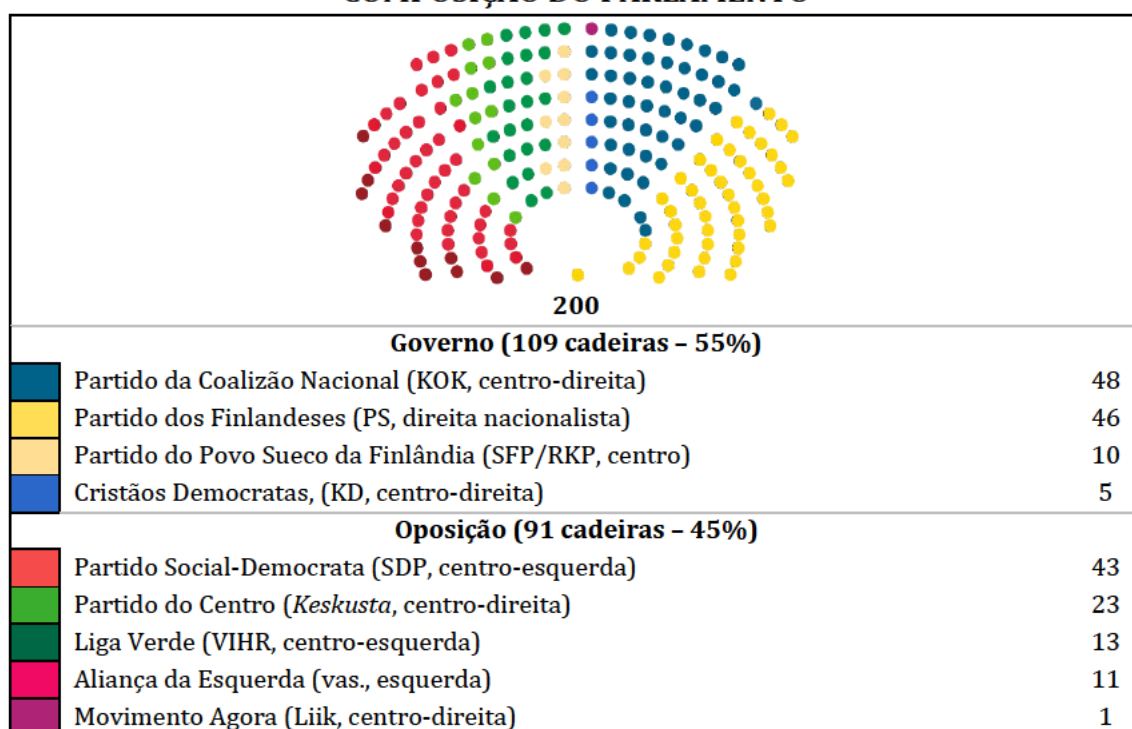 COMPOSIÇÃO DO PARLAMENTO
200
Governo (109 cadeiras – 55%)
Partido da Coalizão Nacional (KOK, centro-direita) 48
Partido dos Finlandeses (PS, direita nacionalista) 46
Partido do Povo Sueco da Finlândia (SFP/RKP, centro) 10
Cristãos Democratas, (KD, centro-direita) 5
Oposição (91 cadeiras – 45%)
Partido Social-Democrata (SDP, centro-esquerda) 43
Partido do Centro (Keskusta, centro-direita) 23
Liga Verde (VIHR, centro-esquerda) 13
Aliança da Esquerda (vas., esquerda) 11
Movimento Agora (Liik, centro-direita) 1